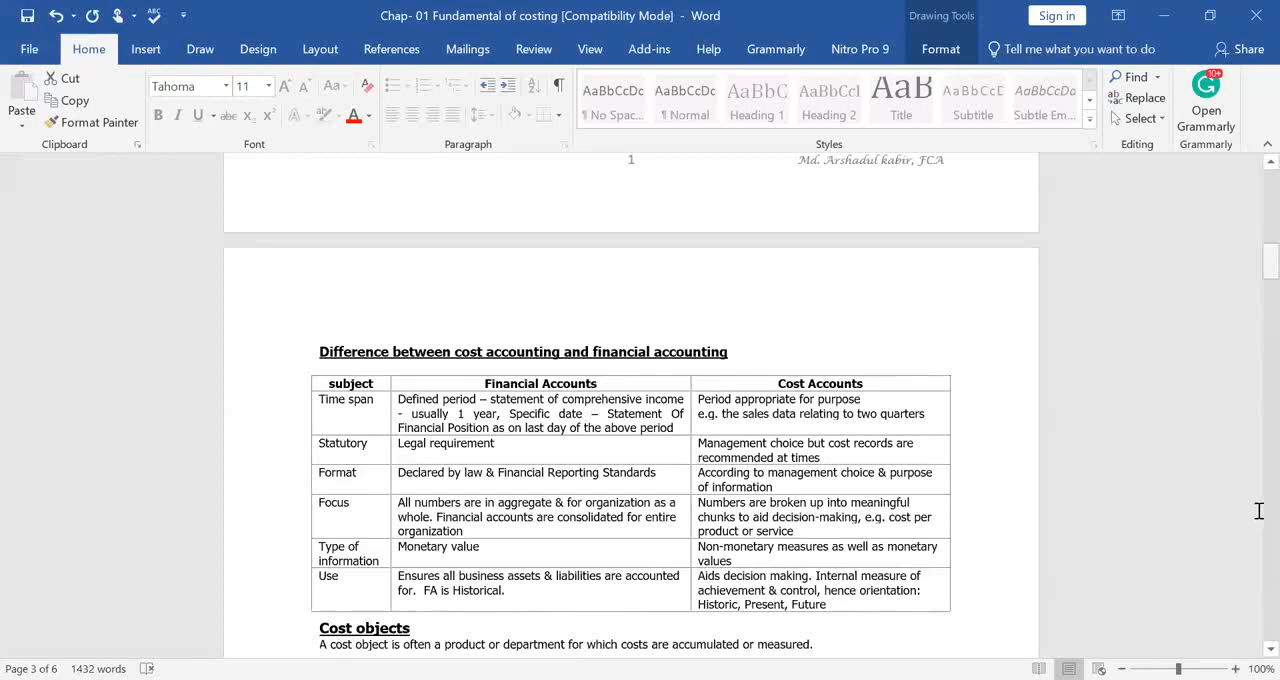 Chap- 01 Fundamental of costing [Compatibility Mode] - Word
Drawing Tools
Sign in
File Home Insert Draw Design Layout References Mailings Review View Add-ins Help Grammarly Nitro Pro 9 Format Tell me what you want to do Share
Paste
Cut
Copy
Format Painter
Clipboard
Tahoma 11
Font
Paragraph
AaBbCcDc AaBbCcDc AaBbC AaBbCcl AaB AaBbCcD AaBbCcDc
¶ No Spac... ¶ Normal Heading 1 Heading 2 Title Subtitle Subtle Em...
Styles
Find
Replace
Select
Editing
10+
Open
Grammarly
Grammarly
1 Md. Arshadul kabir, FCA
Difference between cost accounting and financial accounting
subject Financial Accounts Cost Accounts
Time span
Defined period – statement of comprehensive income
- usually 1 year, Specific date – Statement Of
Financial Position as on last day of the above period
Period appropriate for purpose
e.g. the sales data relating to two quarters
Statutory
Legal requirement
Management choice but cost records are
recommended at times
Format
Declared by law & Financial Reporting Standards
According to management choice & purpose
of information
Focus
All numbers are in aggregate & for organization as a
whole. Financial accounts are consolidated for entire
organization
Numbers are broken up into meaningful
chunks to aid decision-making, e.g. cost per
product or service
Type of
information
Monetary value
Non-monetary measures as well as monetary
values
Use
Ensures all business assets & liabilities are accounted
for. FA is Historical.
Aids decision making. Internal measure of
achievement & control, hence orientation:
Historic, Present, Future
Cost objects
A cost object is often a product or department for which costs are accumulated or measured.
Page 3 of 6 1432 words 100%